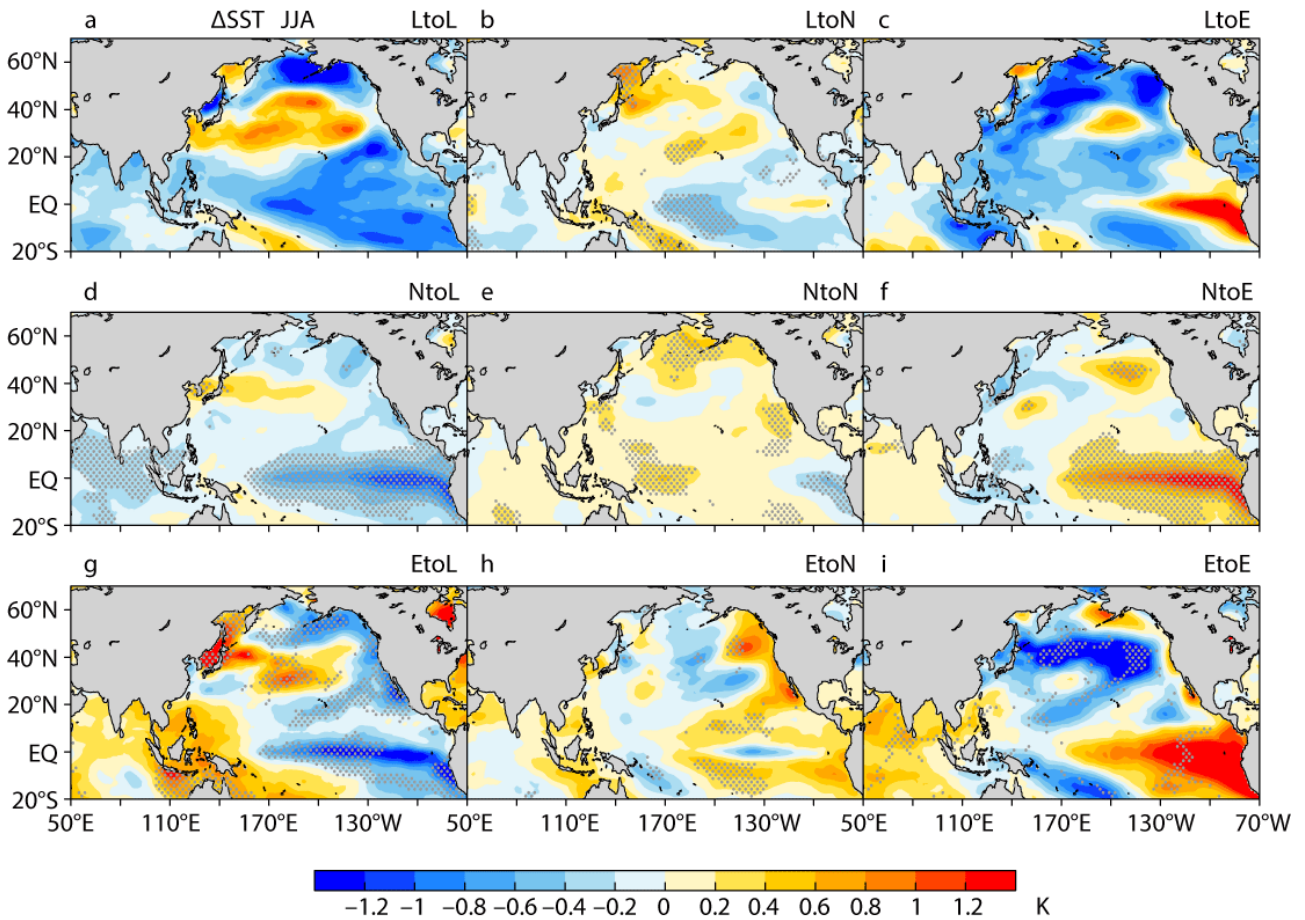 a ΔSST JJA LtoL b LtoN c LtoE
60°N
40°N
20°N
EQ
20°S
d NtoL e NtoN f NtoE
60°N
40°N
20°N
EQ
20°S
g EtoL h EtoN i EtoE
60°N
40°N
20°N
EQ
20°S
50°E 110°E 170°E 130°W 50°E 110°E 170°E 130°W 50°E 110°E 170°E 130°W 70°W
−1.2 −1 −0.8 −0.6 −0.4 −0.2 0 0.2 0.4 0.6 0.8 1 1.2 K